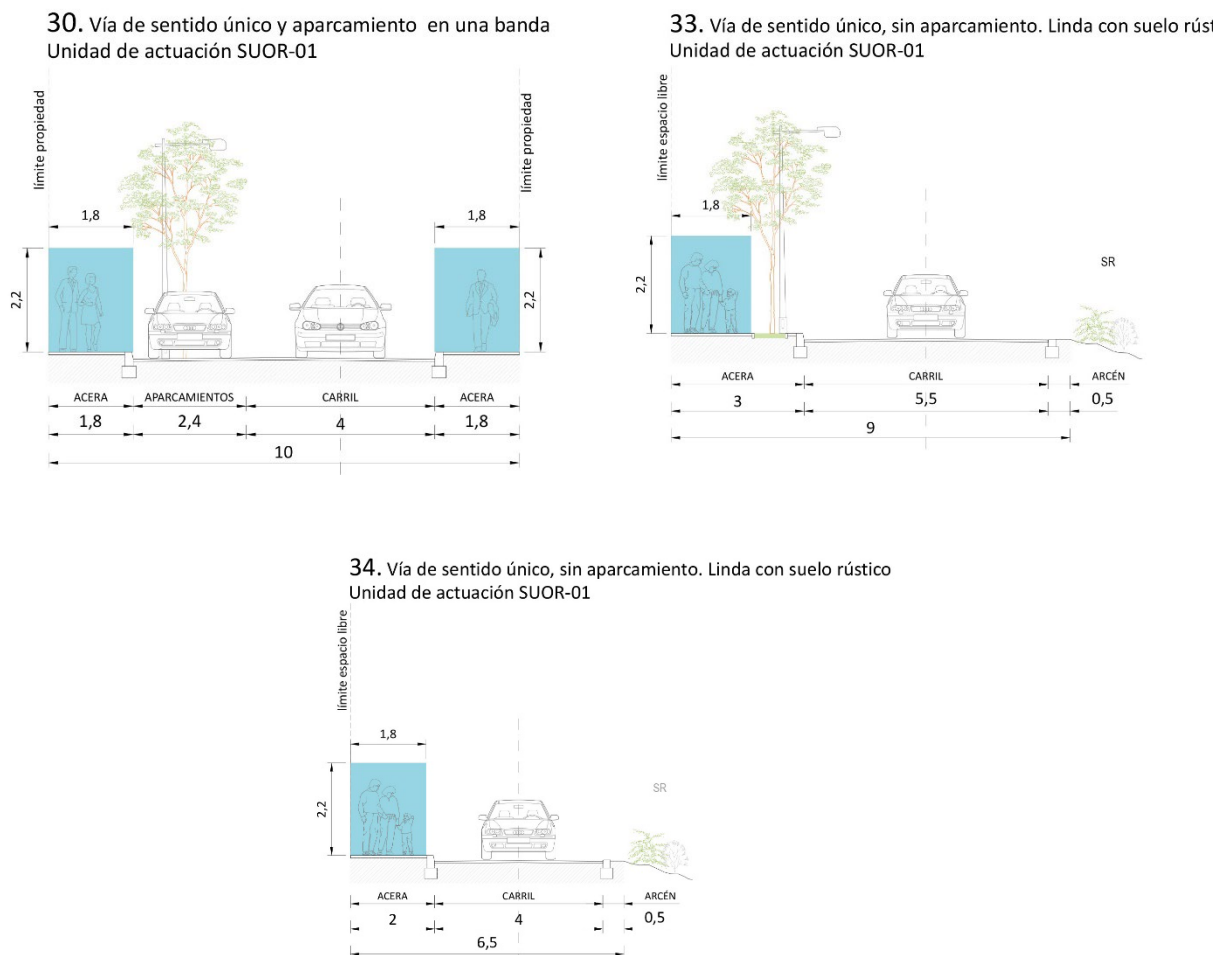 30. Vía de sentido único y aparcamiento en una banda
Unidad de actuación SUOR-01
límite propiedad
límite propiedad
1,8
1,8
2,2
2,2
ACERA
APARCAMIENTOS
CARRIL
ACERA
1,8
2,4
4
1,8
10
33. Vía de sentido único, sin aparcamiento. Linda con suelo rúst
Unidad de actuación SUOR-01
límite espacio libre
1,8
2,2
SR
ACERA
CARRIL
ARCÉN
3
5,5
0,5
9
34. Vía de sentido único, sin aparcamiento. Linda con suelo rústico
Unidad de actuación SUOR-01
límite espacio libre
1,8
2,2
SR
ACERA
CARRIL
ARCÉN
2
4
0,5
6,5